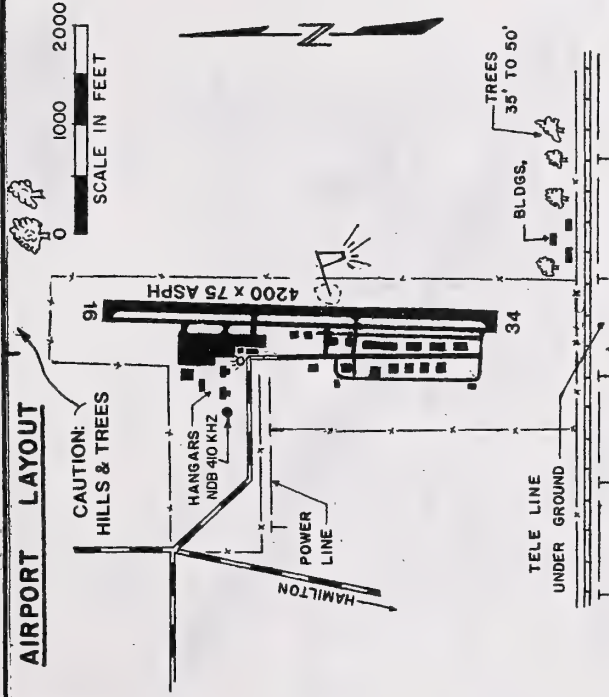 AIRPORT LAYOUT
0 1000 2000
SCALE IN FEET
N
CAUTION:
HILLS & TREES
16
4200 x 75 ASPH
34
HANGARS
NDB 410 KHZ
POWER
LINE
HAMILTON
TREES
35' TO 50'
BLDGS.
TELE LINE
UNDER GROUND